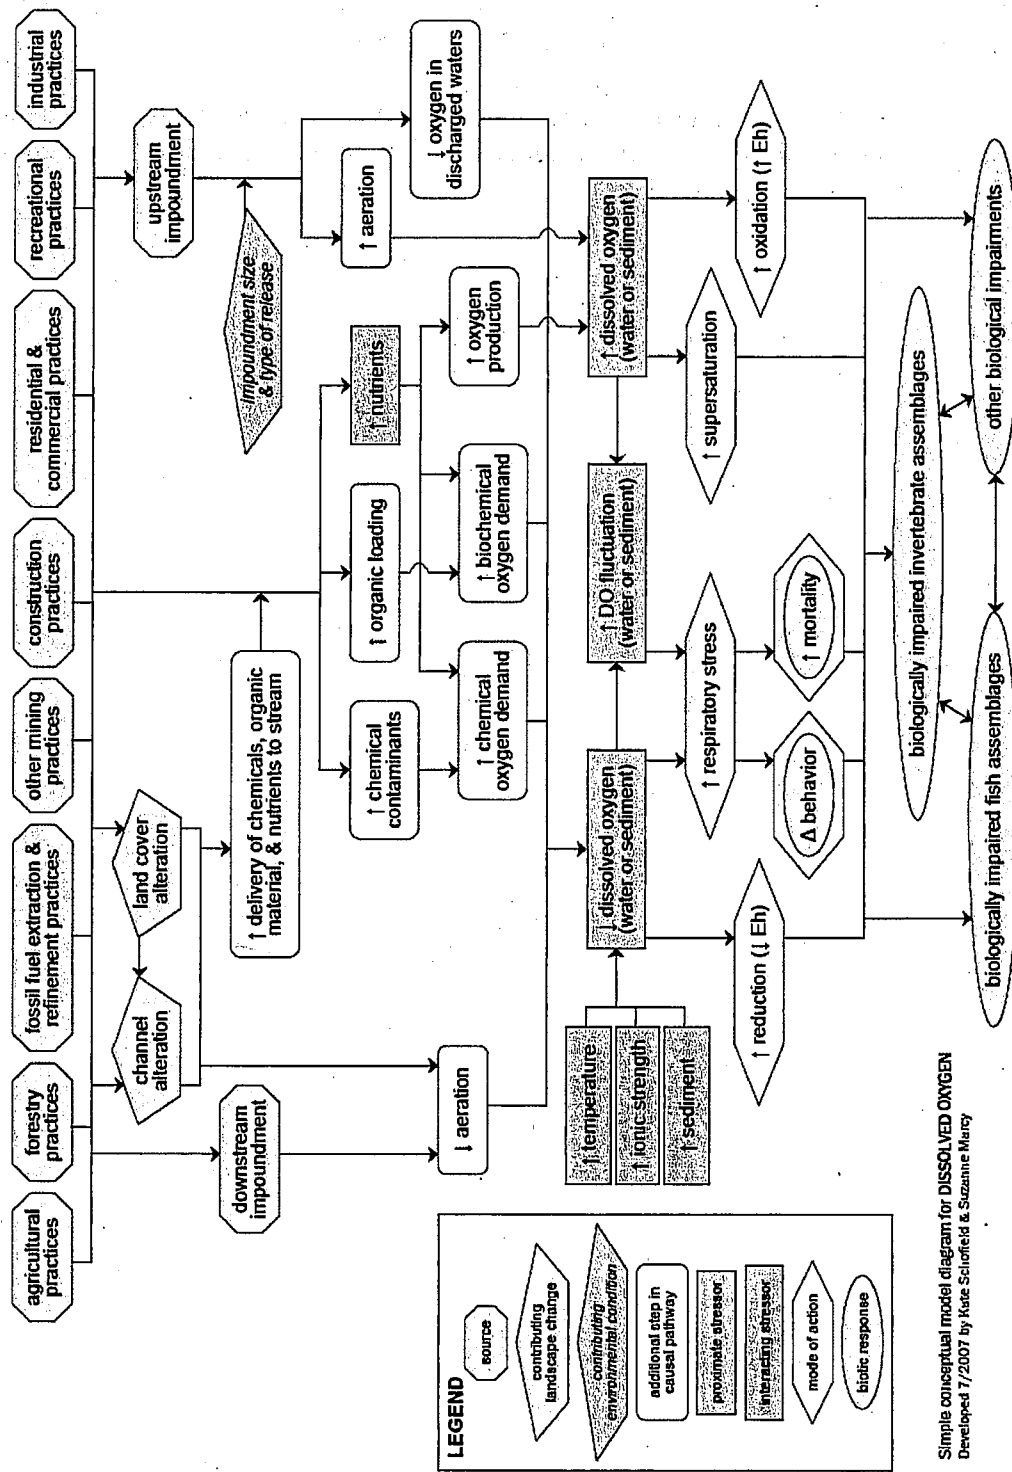 agricultural
practices
forestry
practices
fossil fuel extraction &
refinement practices
other mining
practices
construction
practices
residential &
commercial practices
recreational
practices
industrial
practices
channel
alteration
land cover
alteration
upstream
impoundment
downstream
impoundment
↑ delivery of chemicals, organic
material, & nutrients to stream
Impoundment size
& type of release
↑ chemical
contaminants
↑ organic loading
↑ nutrients
↑ aeration
↓ oxygen in
discharged waters
↓ aeration
↑ chemical
oxygen demand
↑ biochemical
oxygen demand
↑ oxygen
production
↑ temperature
↑ ionic strength
↑ sediment
↓ dissolved oxygen
(water or sediment)
↑ DO fluctuation
(water or sediment)
↑ dissolved oxygen
(water or sediment)
↑ reduction (↓ Eh)
↑ respiratory stress
↑ supersaturation
↑ oxidation (↑ Eh)
Δ behavior
↑ mortality
biologically impaired invertebrate assemblages
biologically impaired fish assemblages
other biological impairments
LEGEND
source
contributing
landscape change
contributing
environmental condition
additional step in
causal pathway
proximate stressor
interacting stressor
mode of action
biotic response
Simple conceptual model diagram for DISSOLVED OXYGEN
Developed 7/2007 by Kate Schofield & Suzanne Marcy